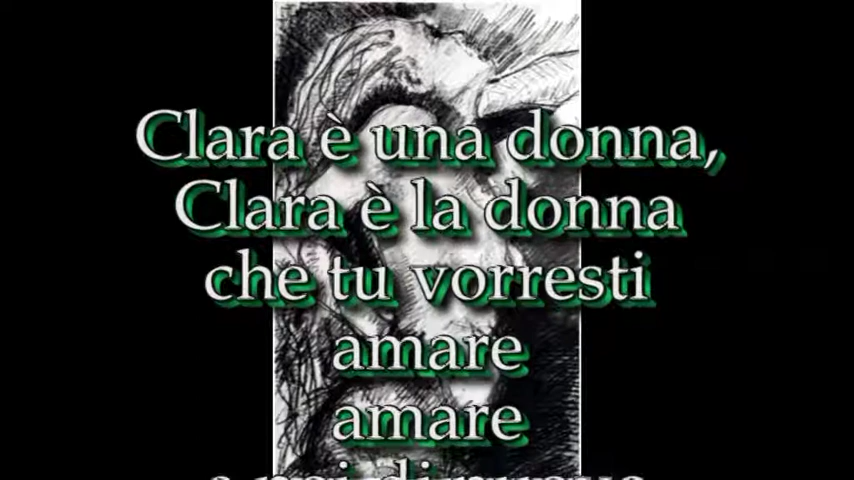 Clara è una donna,
Clara è la donna
che tu vorresti
amare
amare